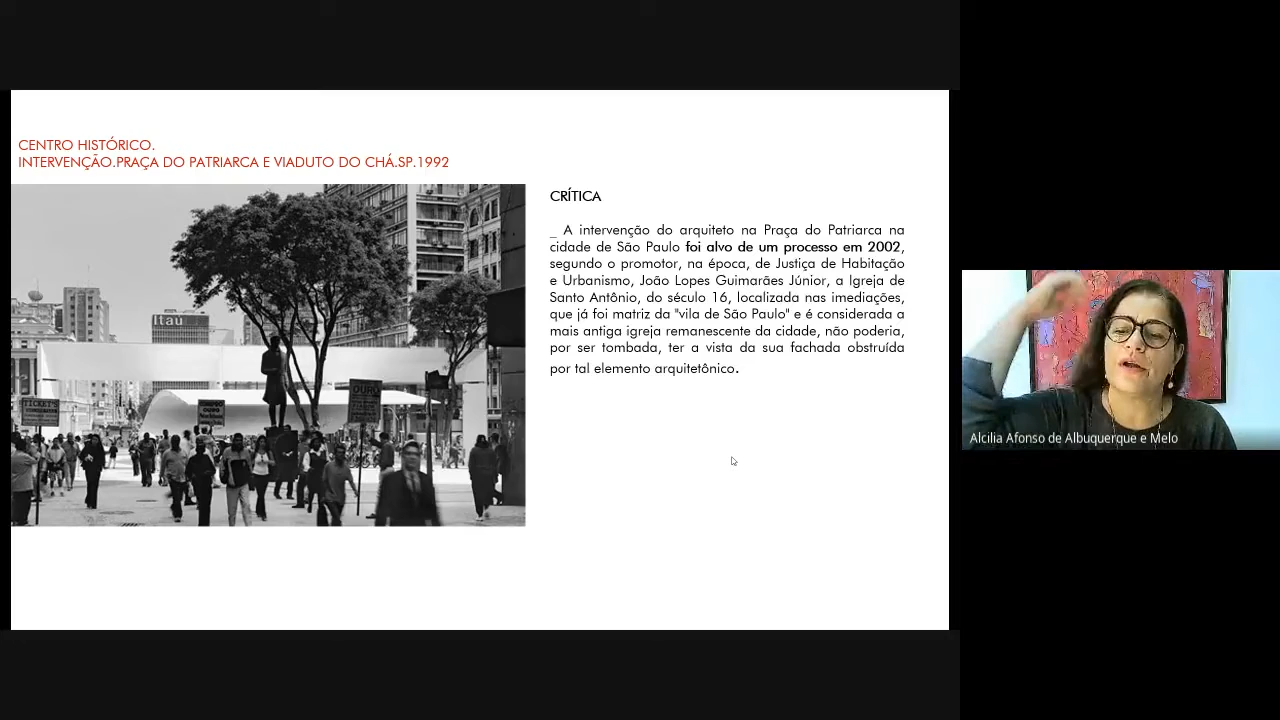 CENTRO HISTÓRICO.
INTERVENÇÃO.PRAÇA DO PATRIARCA E VIADUTO DO CHÁ.SP.1992
CRÍTICA
_ A intervenção do arquiteto na Praça do Patriarca na
cidade de São Paulo foi alvo de um processo em 2002,
segundo o promotor, na época, de Justiça de Habitação
e Urbanismo, João Lopes Guimarães Júnior, a Igreja de
Santo Antônio, do século 16, localizada nas imediações,
que já foi matriz da "vila de São Paulo" e é considerada a
mais antiga igreja remanescente da cidade, não poderia,
por ser tombada, ter a vista da sua fachada obstruída
por tal elemento arquitetônico.
Itau
TICKET'S
COMPRO
OURO
OURO
Alcilia Afonso de Albuquerque e Melo